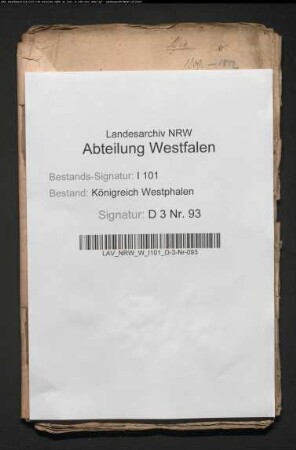 Landesarchiv NRW
Abteilung Westfalen
Bestands-Signatur: I 101
Bestand: Königreich Westphalen
Signatur: D 3 Nr. 93
LAV_NRW_W_I101_D-3-Nr-093